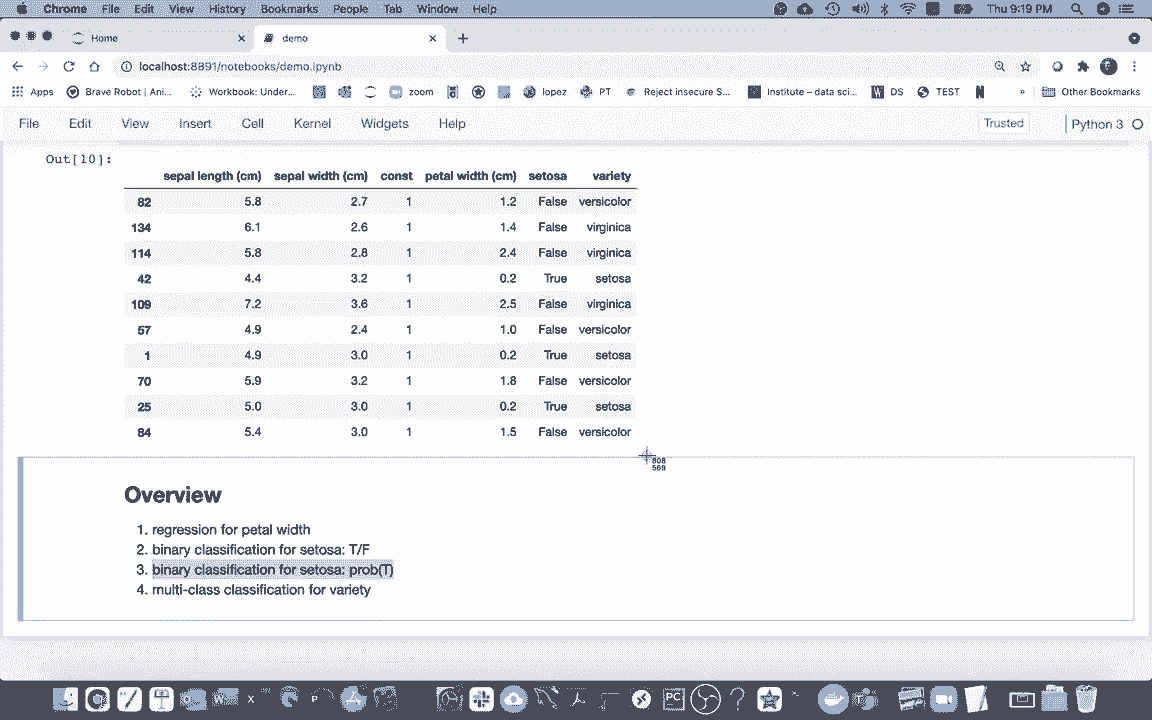 Chrome File Edit View History Bookmarks People Tab Window Help Thu 9:19 PM
Home demo
localhost:8891/notebooks/demo.ipynb
Apps Brave Robot | Ani... Workbook: Under... zoom lopez PT Reject insecure S... Institute – data sci... DS TEST » Other Bookmarks
File Edit View Insert Cell Kernel Widgets Help Trusted Python 3
Out[10]:
sepal length (cm) sepal width (cm) const petal width (cm) setosa variety
82 5.8 2.7 1 1.2 False versicolor
134 6.1 2.6 1 1.4 False virginica
114 5.8 2.8 1 2.4 False virginica
42 4.4 3.2 1 0.2 True setosa
109 7.2 3.6 1 2.5 False virginica
57 4.9 2.4 1 1.0 False versicolor
1 4.9 3.0 1 0.2 True setosa
70 5.9 3.2 1 1.8 False versicolor
25 5.0 3.0 1 0.2 True setosa
84 5.4 3.0 1 1.5 False versicolor
808
569
Overview
1. regression for petal width
2. binary classification for setosa: T/F
3. binary classification for setosa: prob(T)
4. multi-class classification for variety